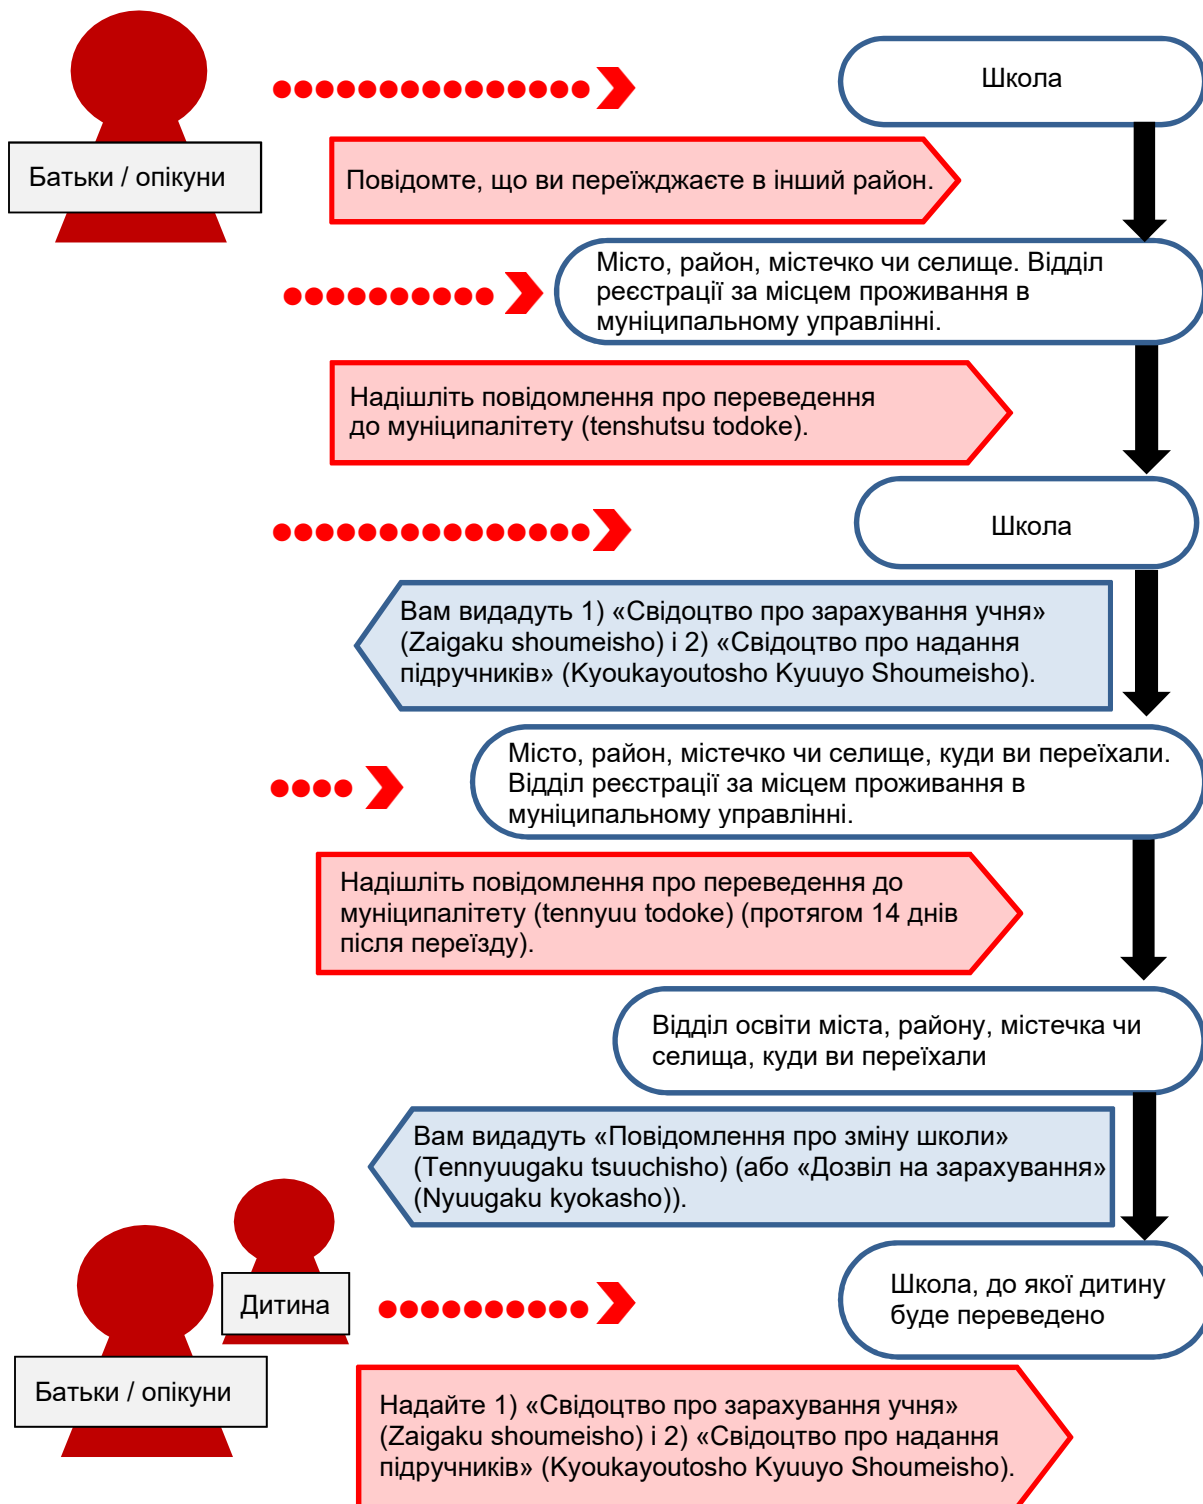 Школа
Батьки / опікуни
Повідомте, що ви переїжджаєте в інший район.
Місто, район, містечко чи селище. Відділ
реєстрації за місцем проживання в
муніципальному управлінні.
Надішліть повідомлення про переведення
до муніципалітету (tenshutsu todoke).
Школа
Вам видадуть 1) «Свідоцтво про зарахування учня»
(Zaigaku shoumeisho) і 2) «Свідоцтво про надання
підручників» (Kyoukayoutosho Kyuuyo Shoumeisho).
Місто, район, містечко чи селище, куди ви переїхали.
Відділ реєстрації за місцем проживання в
муніципальному управлінні.
Надішліть повідомлення про переведення до
муніципалітету (tennyuu todoke) (протягом 14 днів
після переїзду).
Відділ освіти міста, району, містечка чи
селища, куди ви переїхали
Вам видадуть «Повідомлення про зміну школи»
(Tennyuugaku tsuuchisho) (або «Дозвіл на зарахування»
(Nyuugaku kyokasho)).
Дитина
Батьки / опікуни
Школа, до якої дитину
буде переведено
Надайте 1) «Свідоцтво про зарахування учня»
(Zaigaku shoumeisho) і 2) «Свідоцтво про надання
підручників» (Kyoukayoutosho Kyuuyo Shoumeisho).